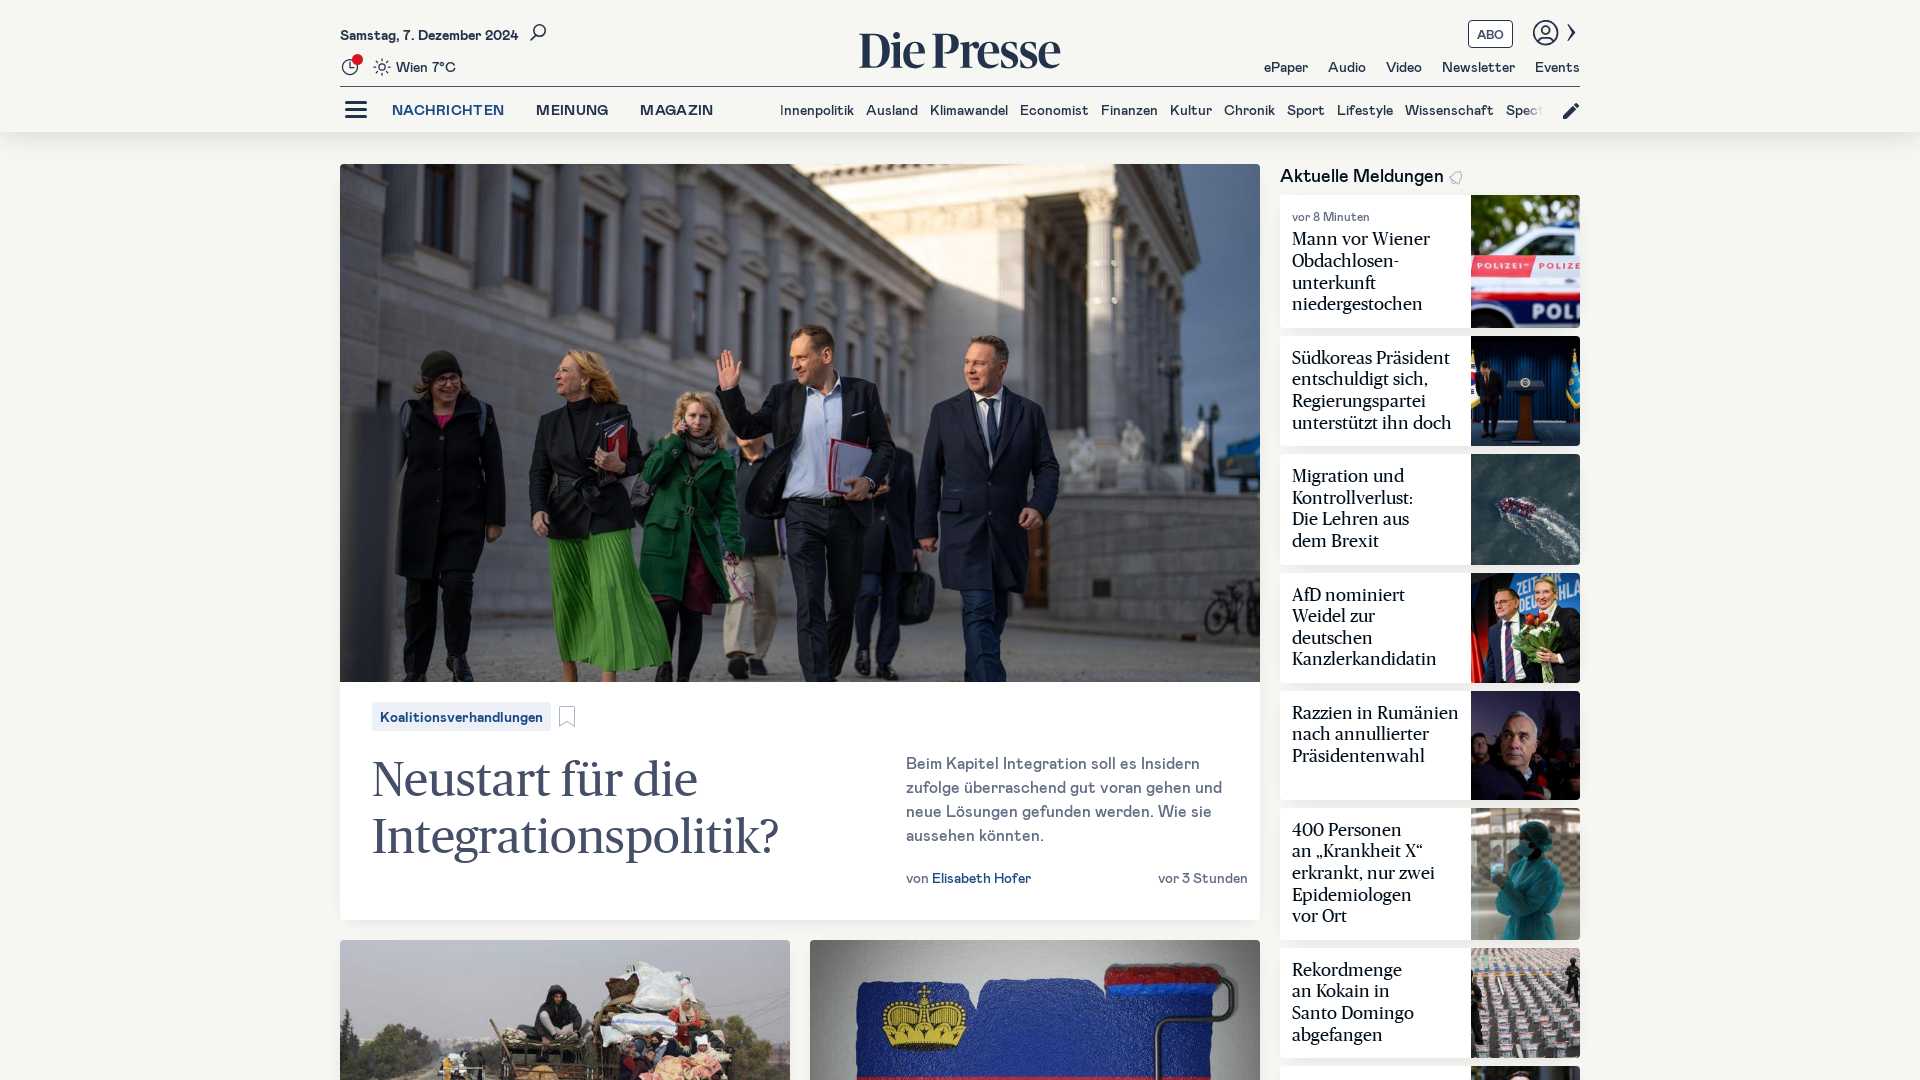 Samstag, 7. Dezember 2024
Die Presse
ABO
Wien 7°C
ePaper Audio Video Newsletter Events
NACHRICHTEN MEINUNG MAGAZIN
Innenpolitik Ausland Klimawandel Economist Finanzen Kultur Chronik Sport Lifestyle Wissenschaft Spect
Koalitionsverhandlungen
Neustart für die
Integrationspolitik?
Beim Kapitel Integration soll es Insidern
zufolge überraschend gut voran gehen und
neue Lösungen gefunden werden. Wie sie
aussehen könnten.
von Elisabeth Hofer
vor 3 Stunden
Aktuelle Meldungen
vor 8 Minuten
Mann vor Wiener
Obdachlosen-
unterkunft
niedergestochen
POLIZEI POLIZE
POLI
Südkoreas Präsident
entschuldigt sich,
Regierungspartei
unterstützt ihn doch
Migration und
Kontrollverlust:
Die Lehren aus
dem Brexit
AfD nominiert
Weidel zur
deutschen
Kanzlerkandidatin
ZEIT FÜR
DEUTSCHLA
Razzien in Rumänien
nach annullierter
Präsidentenwahl
400 Personen
an „Krankheit X“
erkrankt, nur zwei
Epidemiologen
vor Ort
Rekordmenge
an Kokain in
Santo Domingo
abgefangen